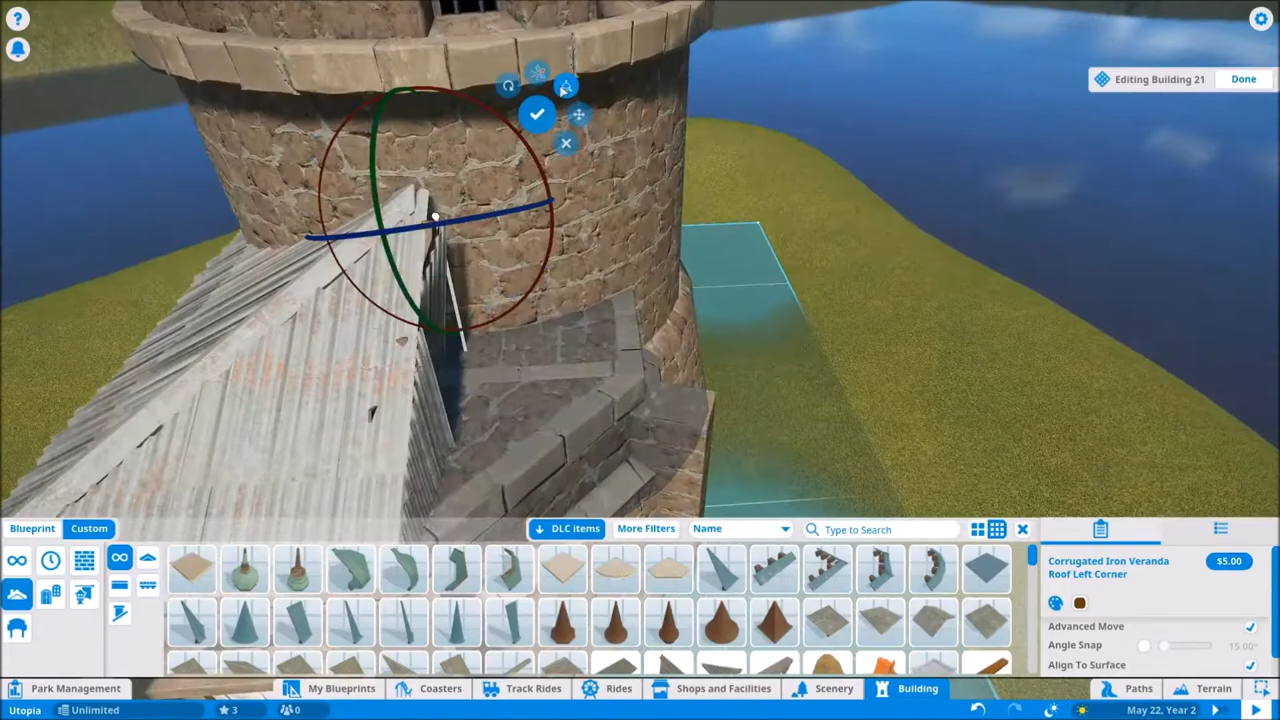 ?
Editing Building 21 Done
Blueprint Custom DLC items More Filters Name Type to Search
Corrugated Iron Veranda
Roof Left Corner
$5.00
Advanced Move
Angle Snap 15.00°
Align To Surface
Park Management My Blueprints Coasters Track Rides Rides Shops and Facilities Scenery Building Paths Terrain
Utopia Unlimited 3 0 May 22, Year 2